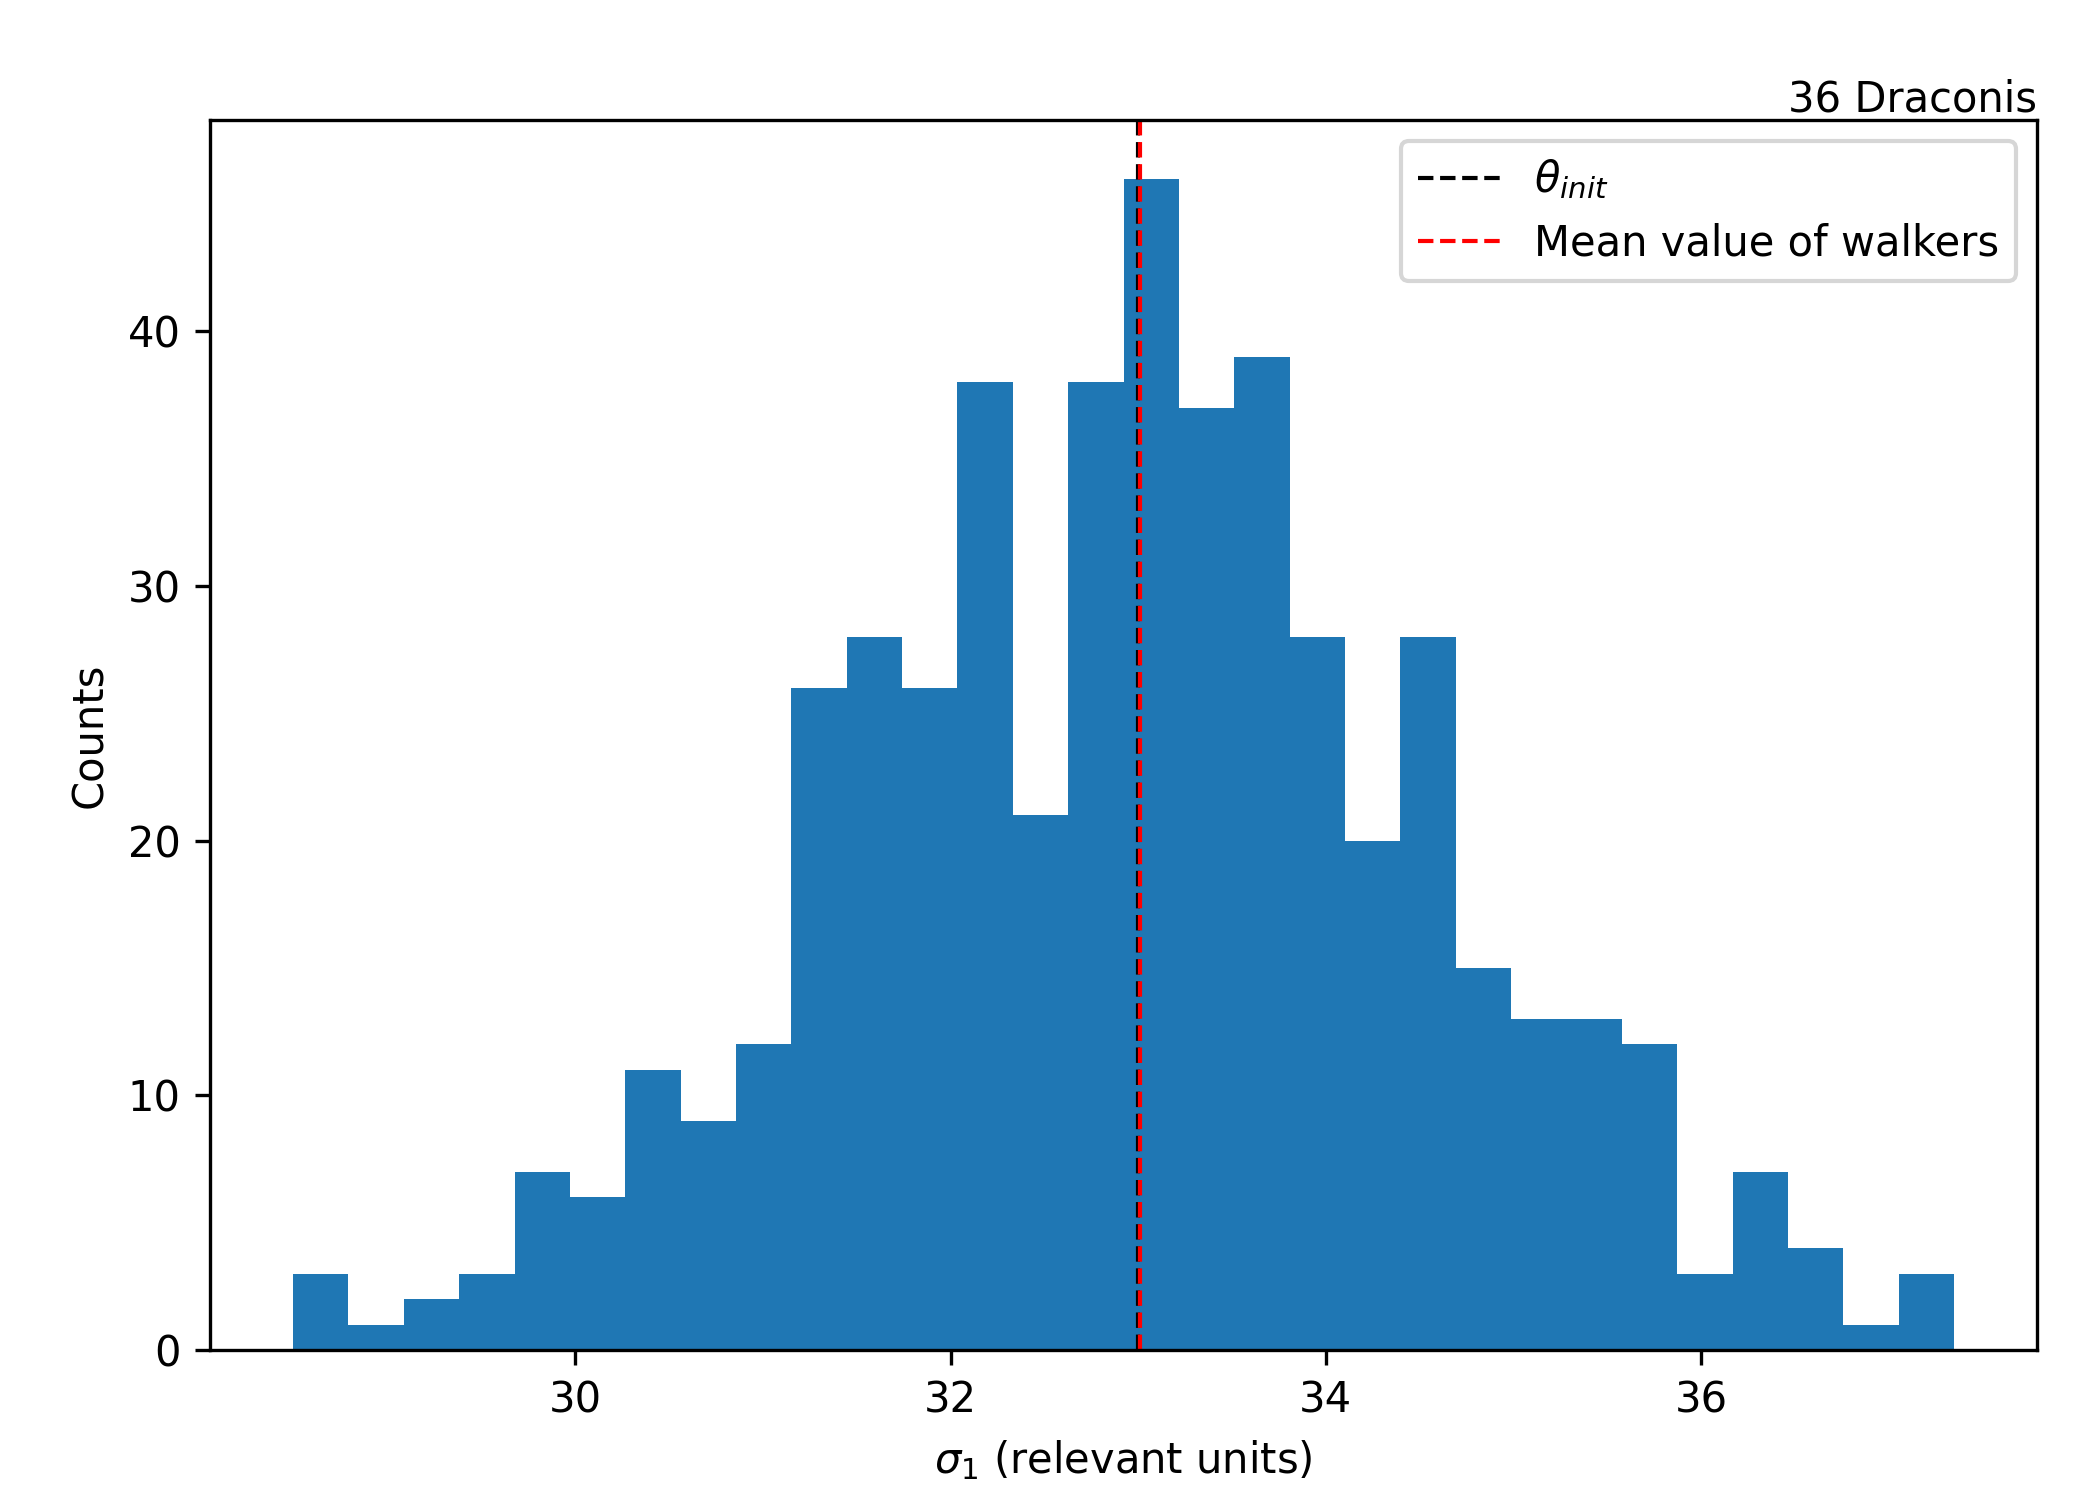 36 Draconis
θinit
Mean value of walkers
40
30
20
10
0
Counts
30 32 34 36
σ1 (relevant units)